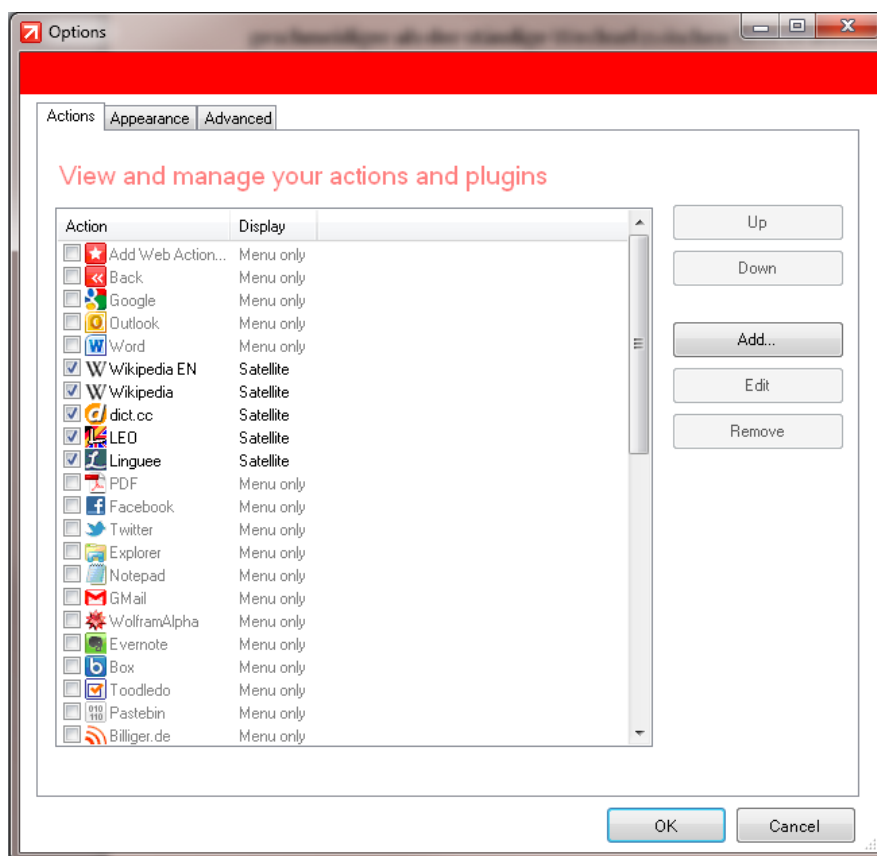 Options
Actions Appearance Advanced
View and manage your actions and plugins
Action Display
Add Web Action... Menu only
Back Menu only
Google Menu only
Outlook Menu only
Word Menu only
Wikipedia EN Satellite
Wikipedia Satellite
dict.cc Satellite
LEO Satellite
Linguee Satellite
PDF Menu only
Facebook Menu only
Twitter Menu only
Explorer Menu only
Notepad Menu only
GMail Menu only
WolframAlpha Menu only
Evernote Menu only
Box Menu only
Toodledo Menu only
Pastebin Menu only
Billiger.de Menu only
Up
Down
Add...
Edit
Remove
OK Cancel